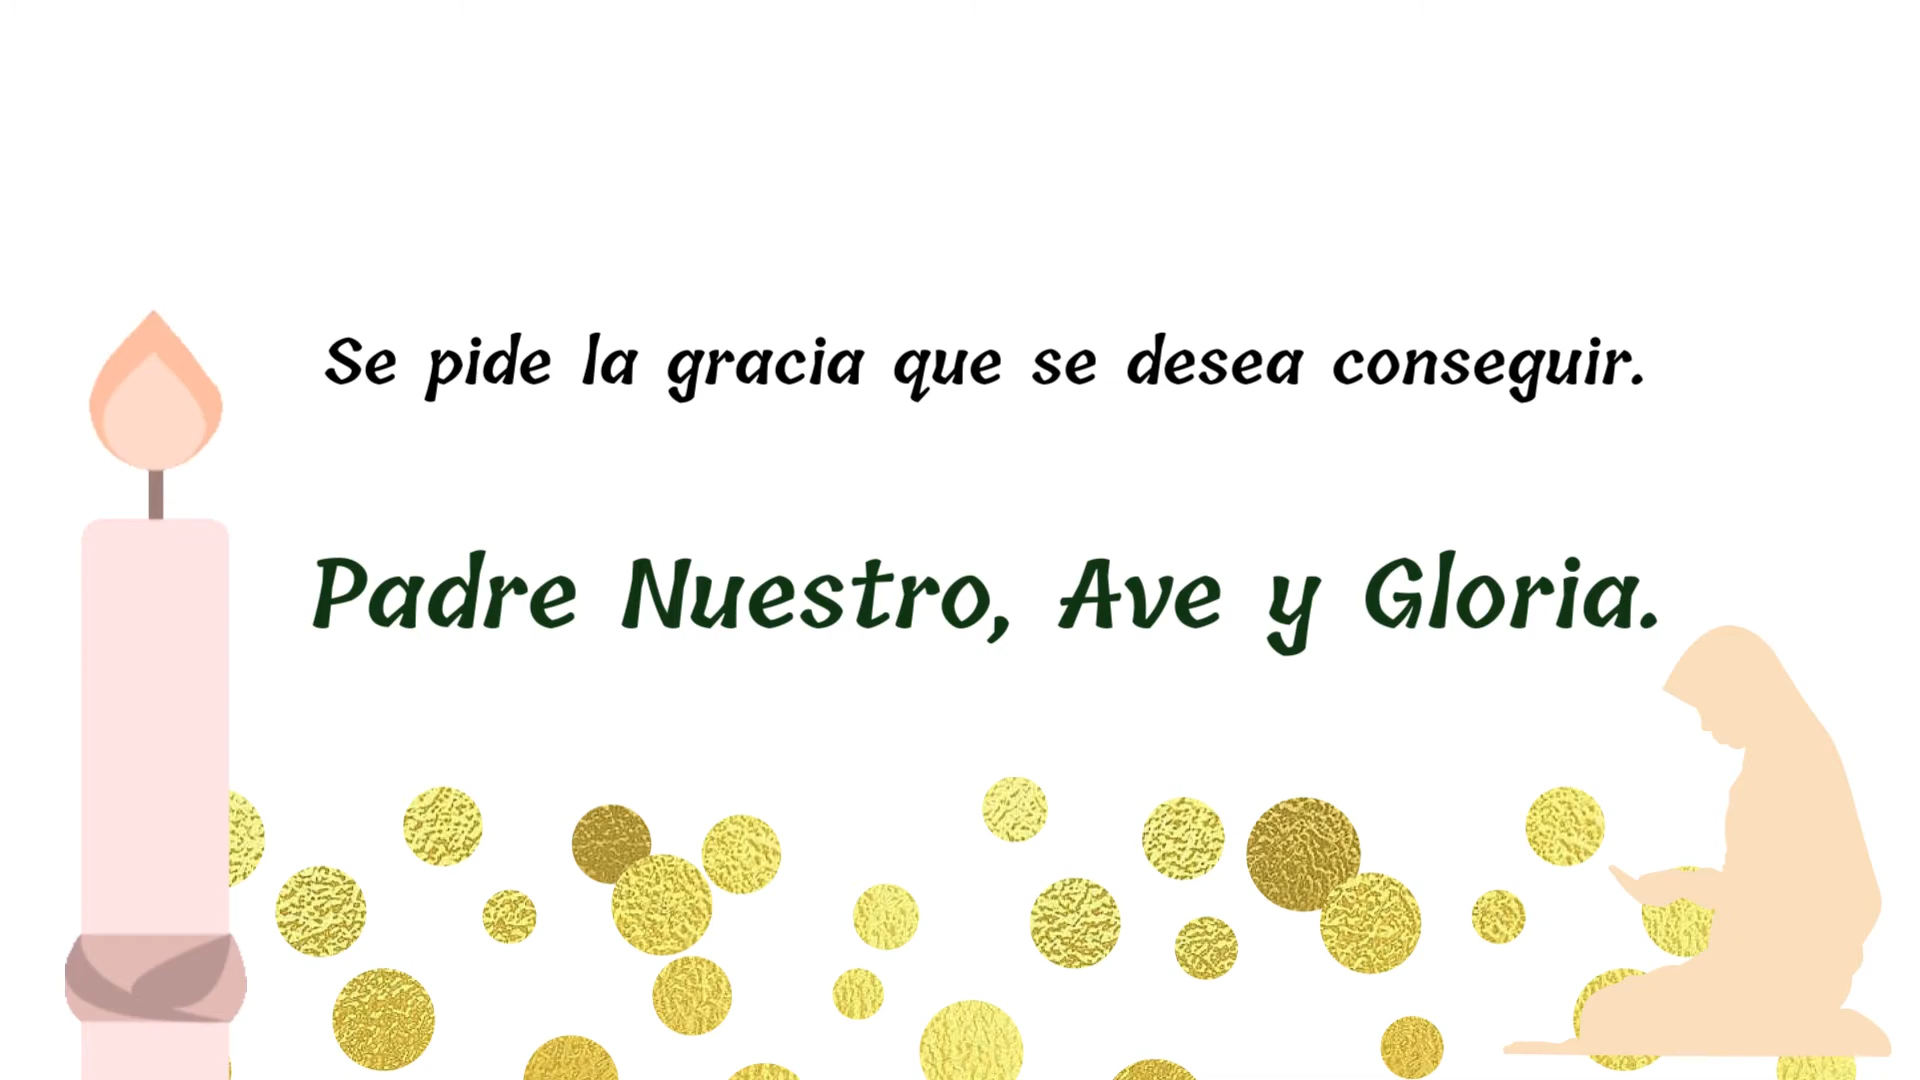 Se pide la gracia que se desea conseguir.
Padre Nuestro, Ave y Gloria.